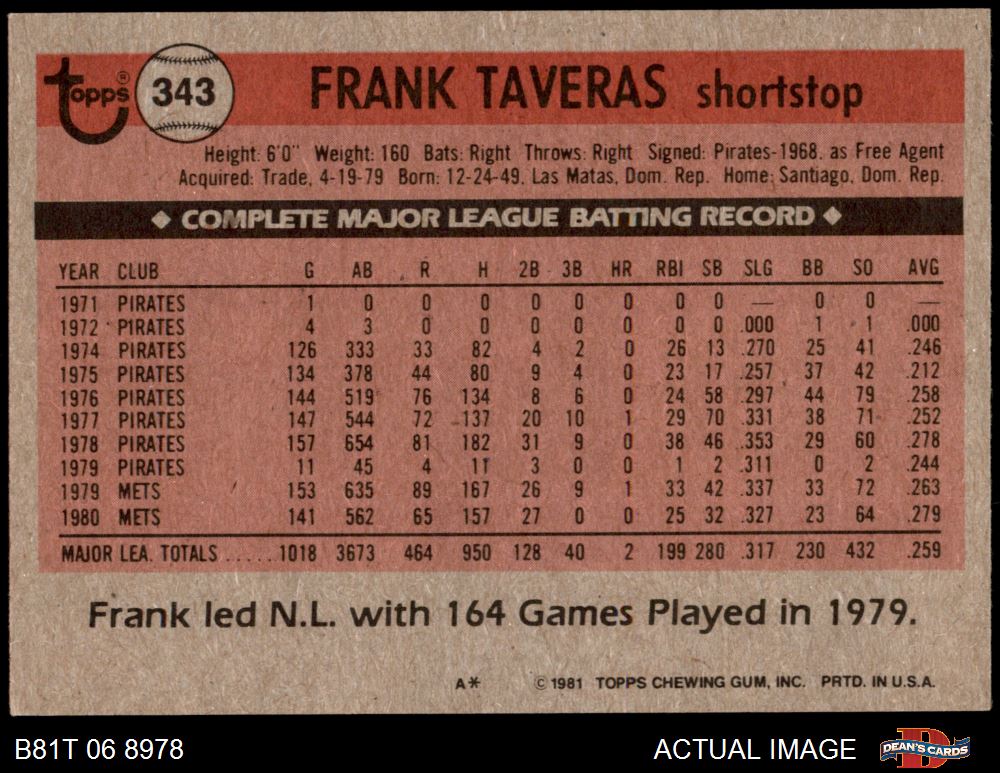 topps® 343 FRANK TAVERAS shortstop
Height: 6'0" Weight: 160 Bats: Right Throws: Right Signed: Pirates-1968. as Free Agent
Acquired: Trade, 4-19-79 Born: 12-24-49, Las Matas, Dom. Rep. Home: Santiago, Dom. Rep.
◆ COMPLETE MAJOR LEAGUE BATTING RECORD ◆
YEAR CLUB G AB R H 2B 3B HR RBI SB SLG BB SO AVG
1971 PIRATES 1 0 0 0 0 0 0 0 0 — 0 0 —
1972 PIRATES 4 3 0 0 0 0 0 0 0 .000 1 1 .000
1974 PIRATES 126 333 33 82 4 2 0 26 13 .270 25 41 .246
1975 PIRATES 134 378 44 80 9 4 0 23 17 .257 37 42 .212
1976 PIRATES 144 519 76 134 8 6 0 24 58 .297 44 79 .258
1977 PIRATES 147 544 72 137 20 10 1 29 70 .331 38 71 .252
1978 PIRATES 157 654 81 182 31 9 0 38 46 .353 29 60 .278
1979 PIRATES 11 45 4 11 3 0 0 1 2 .311 0 2 .244
1979 METS 153 635 89 167 26 9 1 33 42 .337 33 72 .263
1980 METS 141 562 65 157 27 0 0 25 32 .327 23 64 .279
MAJOR LEA. TOTALS ......1018 3673 464 950 128 40 2 199 280 .317 230 432 .259
Frank led N.L. with 164 Games Played in 1979.
A* © 1981 TOPPS CHEWING GUM, INC. PRTD. IN U.S.A.
B81T 06 8978 ACTUAL IMAGE DEAN'S CARDS